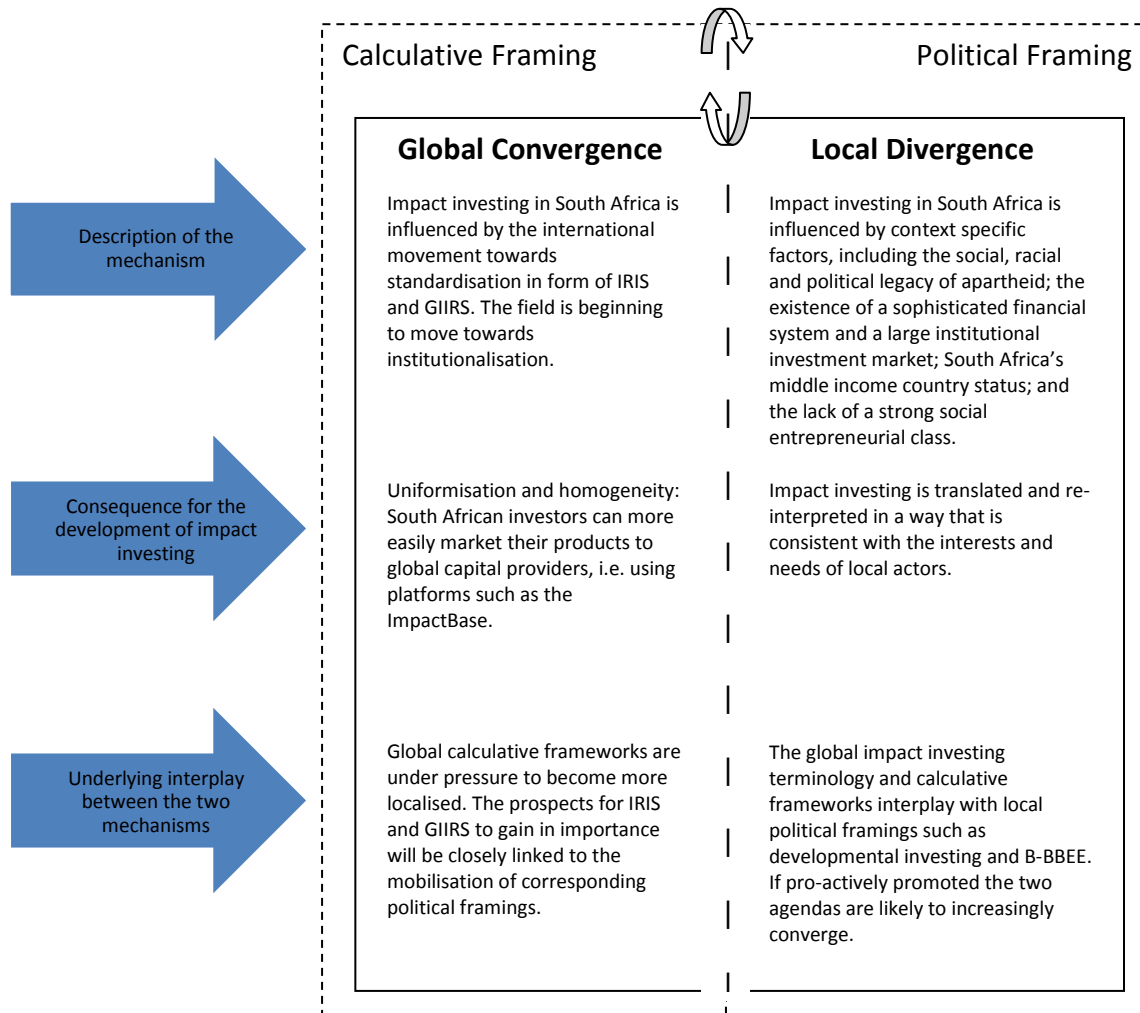 Calculative Framing
Political Framing
Global Convergence
Local Divergence
Description of the
mechanism
Impact investing in South Africa is
influenced by the international
movement towards
standardisation in form of IRIS
and GIIRS. The field is beginning
to move towards
institutionalisation.
Impact investing in South Africa is
influenced by context specific
factors, including the social, racial
and political legacy of apartheid; the
existence of a sophisticated financial
system and a large institutional
investment market; South Africa's
middle income country status; and
the lack of a strong social
entrepreneurial class.
Consequence for the
development of impact
investing
Uniformisation and homogeneity:
South African investors can more
easily market their products to
global capital providers, i.e. using
platforms such as the
ImpactBase.
Impact investing is translated and re-
interpreted in a way that is
consistent with the interests and
needs of local actors.
Underlying interplay
between the two
mechanisms
Global calculative frameworks are
under pressure to become more
localised. The prospects for IRIS
and GIIRS to gain in importance
will be closely linked to the
mobilisation of corresponding
political framings.
The global impact investing
terminology and calculative
frameworks interplay with local
political framings such as
developmental investing and B-BBEE.
If pro-actively promoted the two
agendas are likely to increasingly
converge.